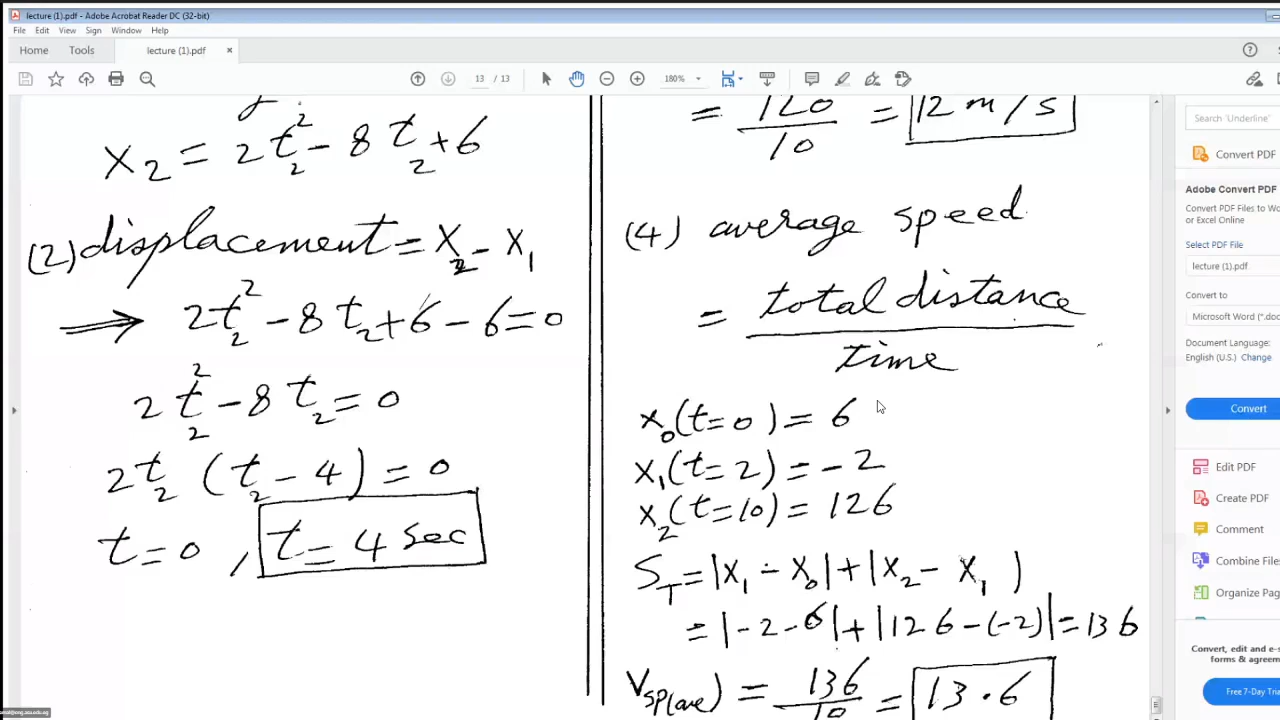 lecture (1).pdf - Adobe Acrobat Reader DC (32-bit)
File Edit View Sign Window Help
Home Tools lecture (1).pdf ×
13 / 13 180%
x₂ = 2t₂² - 8t₂ + 6
(2) displacement = x₂ - x₁
⟹ 2t₂² - 8t₂ + 6 - 6 = 0
2t₂² - 8t₂ = 0
2t₂ (t₂ - 4) = 0
t = 0 , t = 4 sec
= 120/10 = 12 m/s
(4) average speed
= total distance / time
x₀(t=0) = 6
x₁(t=2) = -2
x₂(t=10) = 126
S_T = |x₁ - x₀| + |x₂ - x₁|
= |-2-6| + |126-(-2)| = 136
V_sp(ave) = 136/10 = 13.6
Search 'Underline'
Convert PDF
Adobe Convert PDF
Convert PDF Files to Wo
or Excel Online
Select PDF File
lecture (1).pdf
Convert to
Microsoft Word (*.doc
Document Language:
English (U.S.) Change
Convert
Edit PDF
Create PDF
Comment
Combine Files
Organize Pag
Convert, edit and e-s
forms & agreeme
Free 7-Day Tria